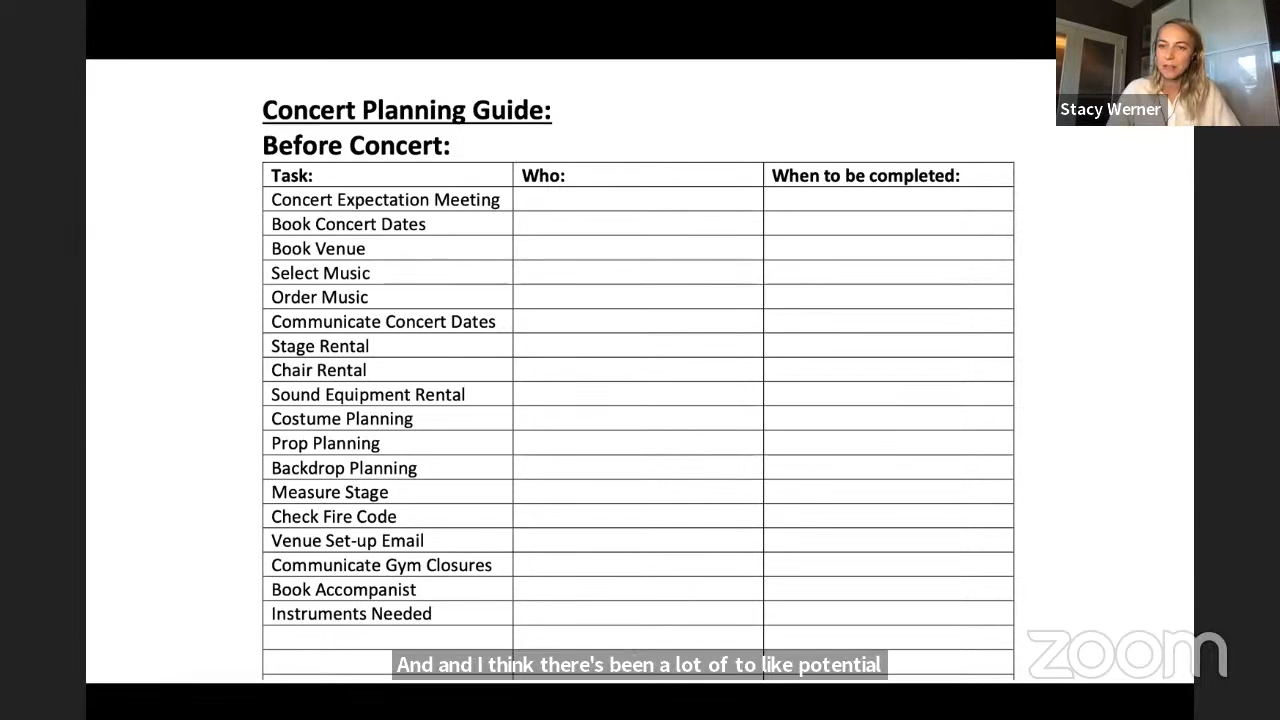 Stacy Werner
Concert Planning Guide:
Before Concert:
Task: Who: When to be completed:
Concert Expectation Meeting
Book Concert Dates
Book Venue
Select Music
Order Music
Communicate Concert Dates
Stage Rental
Chair Rental
Sound Equipment Rental
Costume Planning
Prop Planning
Backdrop Planning
Measure Stage
Check Fire Code
Venue Set-up Email
Communicate Gym Closures
Book Accompanist
Instruments Needed
And and I think there's been a lot of to like potential
zoom